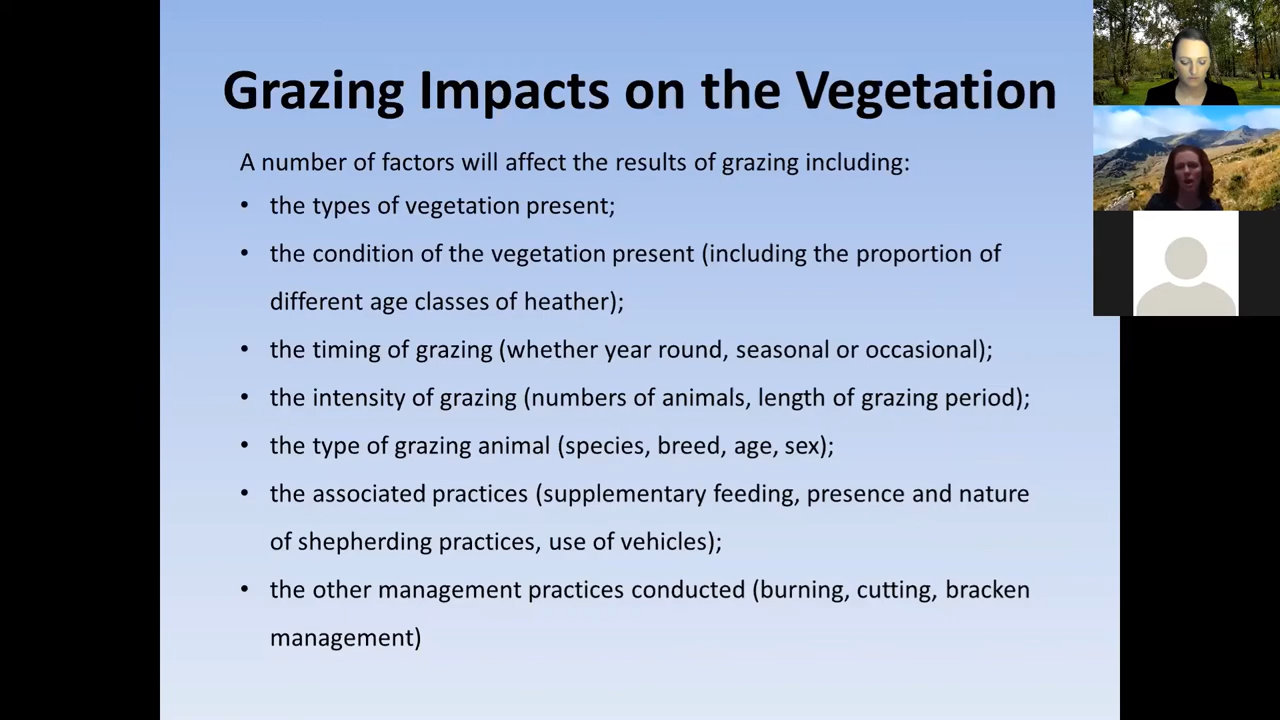 Grazing Impacts on the Vegetation
A number of factors will affect the results of grazing including:
• the types of vegetation present;
• the condition of the vegetation present (including the proportion of
different age classes of heather);
• the timing of grazing (whether year round, seasonal or occasional);
• the intensity of grazing (numbers of animals, length of grazing period);
• the type of grazing animal (species, breed, age, sex);
• the associated practices (supplementary feeding, presence and nature
of shepherding practices, use of vehicles);
• the other management practices conducted (burning, cutting, bracken
management)